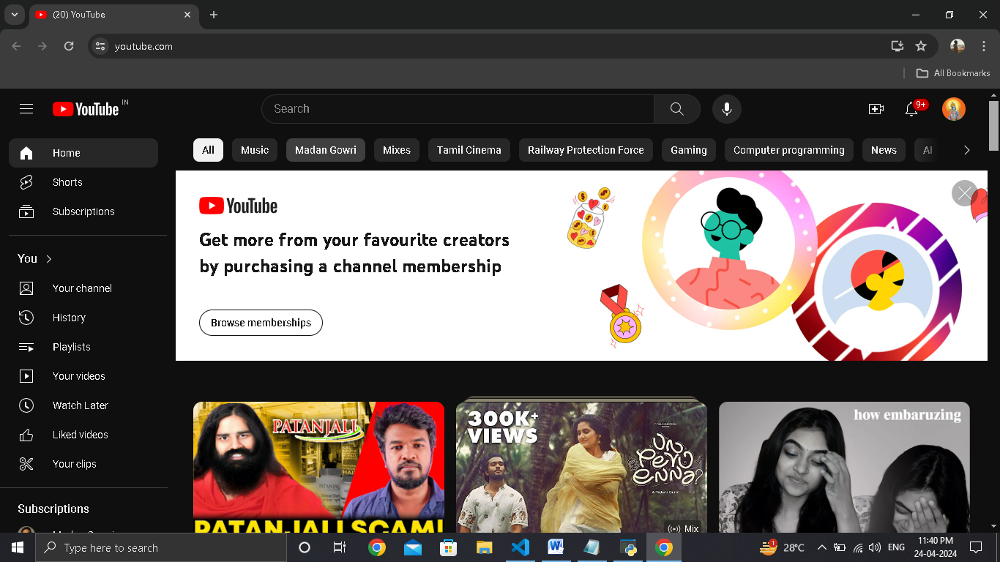 (20) YouTube
youtube.com
All Bookmarks
YouTube IN
Search
9+
All
Music
Madan Gowri
Mixes
Tamil Cinema
Railway Protection Force
Gaming
Computer programming
News
Home
Shorts
Subscriptions
You
Your channel
History
Playlists
Your videos
Watch Later
Liked videos
Your clips
Subscriptions
YouTube
Get more from your favourite creators
by purchasing a channel membership
Browse memberships
PATANJALI
PATANJALI
PATANJALI SCAM!
300K+
VIEWS
பேரு
என்ன?
Mix
how embaruzing
Type here to search
1
28°C
ENG
11:40 PM
24-04-2024